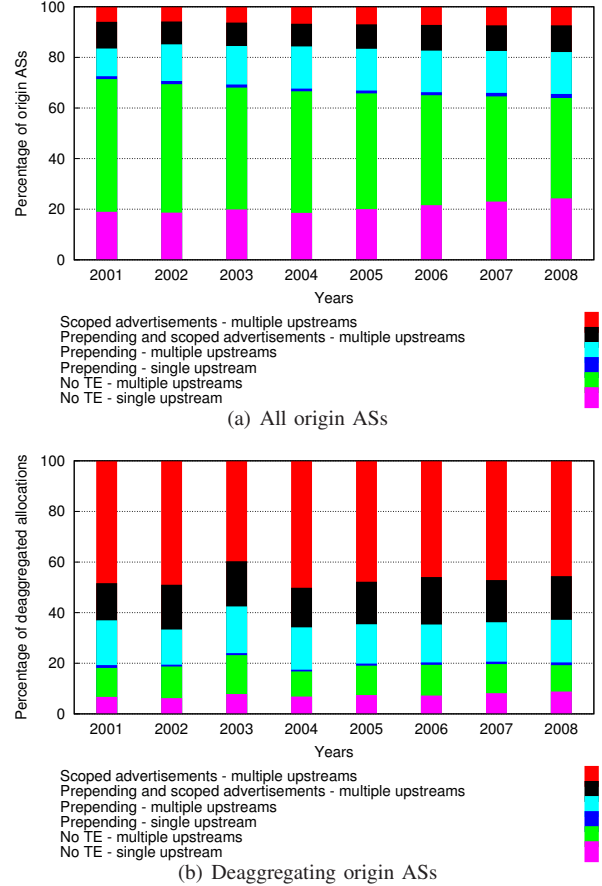 100
80
60
40
20
0
Percentage of origin ASs
2001 2002 2003 2004 2005 2006 2007 2008
Years
Scoped advertisements - multiple upstreams
Prepending and scoped advertisements - multiple upstreams
Prepending - multiple upstreams
Prepending - single upstream
No TE - multiple upstreams
No TE - single upstream
(a) All origin ASs
100
80
60
40
20
0
Percentage of deaggregated allocations
2001 2002 2003 2004 2005 2006 2007 2008
Years
Scoped advertisements - multiple upstreams
Prepending and scoped advertisements - multiple upstreams
Prepending - multiple upstreams
Prepending - single upstream
No TE - multiple upstreams
No TE - single upstream
(b) Deaggregating origin ASs